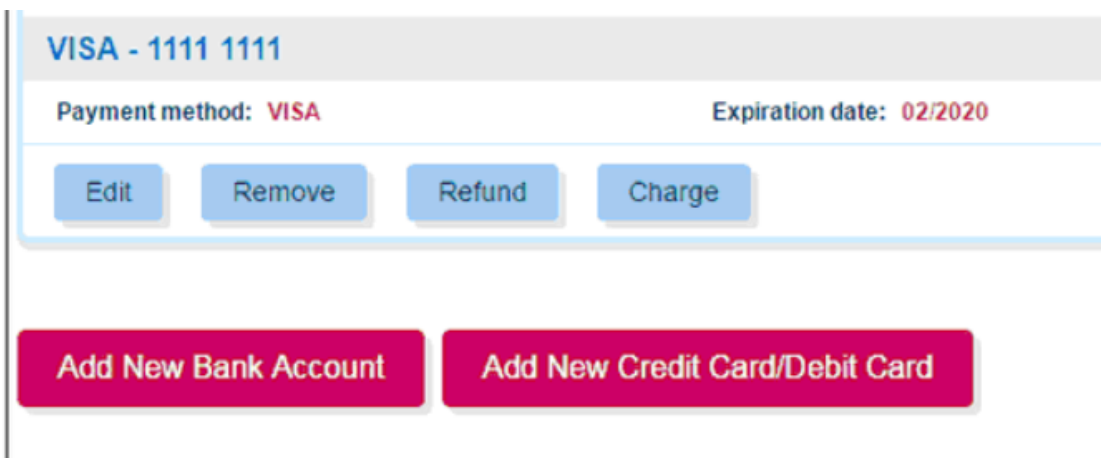 VISA - 1111 1111
Payment method: VISA Expiration date: 02/2020
Edit Remove Refund Charge
Add New Bank Account Add New Credit Card/Debit Card